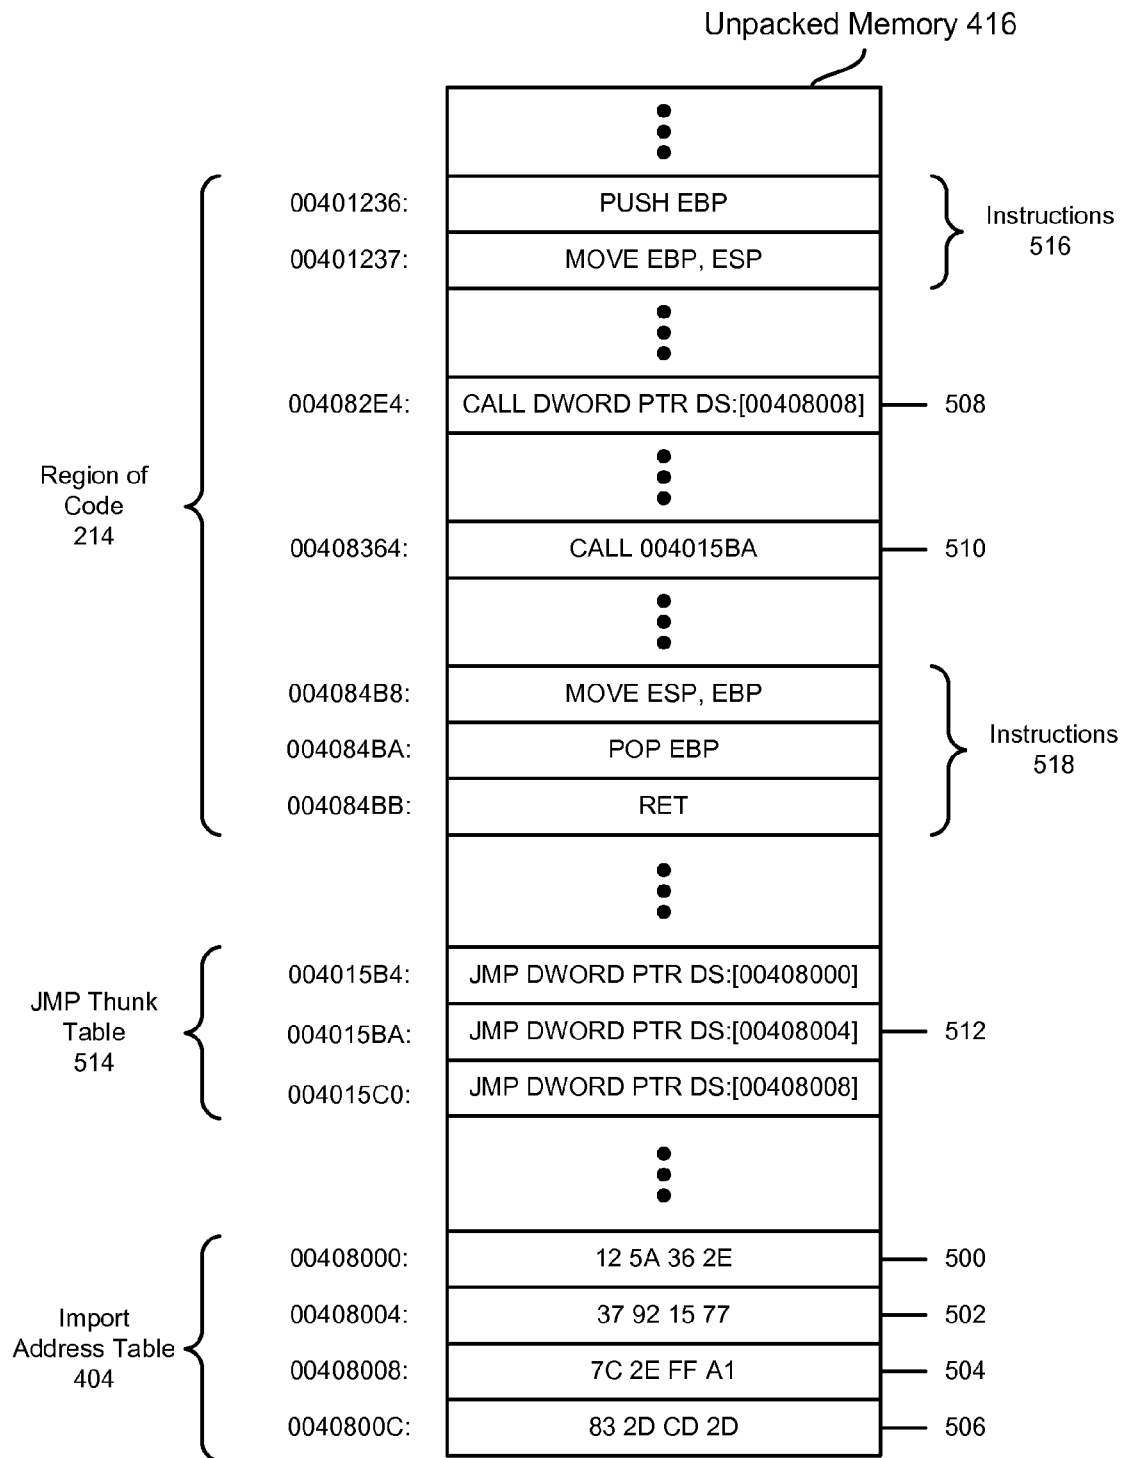 Unpacked Memory 416
00401236: PUSH EBP
00401237: MOVE EBP, ESP
Instructions
516
004082E4: CALL DWORD PTR DS:[00408008] 508
Region of
Code
214
00408364: CALL 004015BA 510
004084B8: MOVE ESP, EBP
004084BA: POP EBP
004084BB: RET
Instructions
518
004015B4: JMP DWORD PTR DS:[00408000]
004015BA: JMP DWORD PTR DS:[00408004] 512
004015C0: JMP DWORD PTR DS:[00408008]
JMP Thunk
Table
514
00408000: 12 5A 36 2E 500
00408004: 37 92 15 77 502
00408008: 7C 2E FF A1 504
0040800C: 83 2D CD 2D 506
Import
Address Table
404